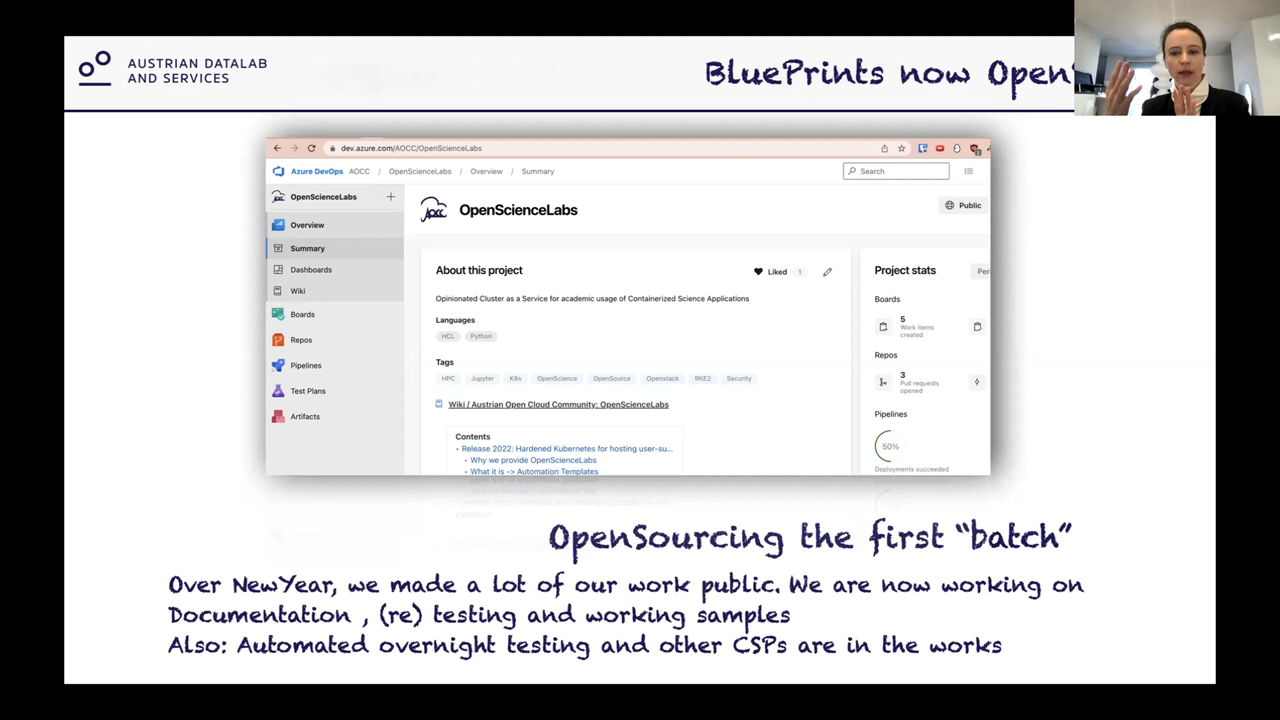 AUSTRIAN DATALAB
AND SERVICES
BluePrints now Open
dev.azure.com/AOCC/OpenScienceLabs
Azure DevOps AOCC / OpenScienceLabs / Overview / Summary
Search
OpenScienceLabs +
Overview
Summary
Dashboards
Wiki
Boards
Repos
Pipelines
Test Plans
Artifacts
AOCC
OpenScienceLabs
Public
About this project
Liked 1
Opinionated Cluster as a Service for academic usage of Containerized Science Applications
Languages
HCL Python
Tags
HPC Jupyter K8s OpenScience OpenSource Openstack RKE2 Security
Wiki / Austrian Open Cloud Community: OpenScienceLabs
Contents
• Release 2022: Hardened Kubernetes for hosting user-su...
• Why we provide OpenScienceLabs
• What it is -> Automation Templates
Project stats
Per
Boards
5
Work items
created
Repos
3
Pull requests
opened
Pipelines
50%
Deployments succeeded
OpenSourcing the first "batch"
Over NewYear, we made a lot of our work public. We are now working on
Documentation , (re) testing and working samples
Also: Automated overnight testing and other CSPs are in the works